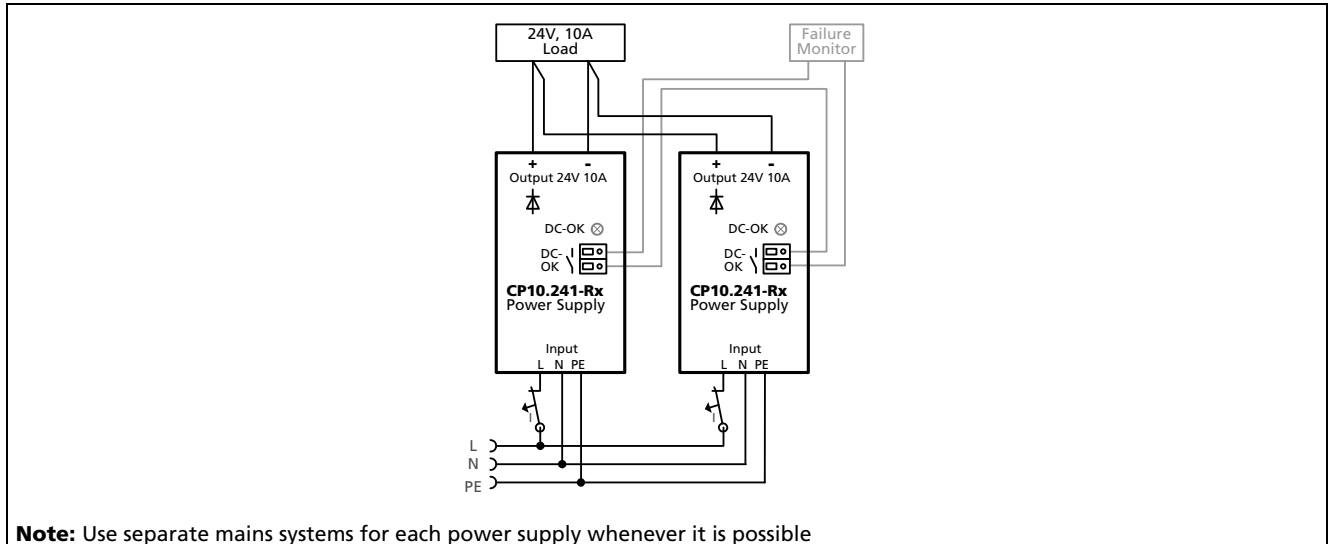 24V, 10A
Load
Failure
Monitor
+ -
Output 24V 10A
DC-OK
DC-
OK
CP10.241-Rx
Power Supply
Input
L N PE
I
+ -
Output 24V 10A
DC-OK
DC-
OK
CP10.241-Rx
Power Supply
Input
L N PE
I
L
N
PE
Note: Use separate mains systems for each power supply whenever it is possible